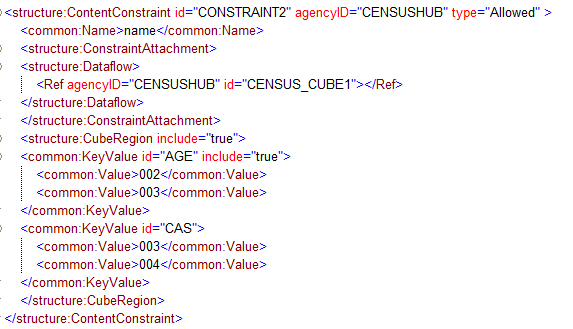 <structure:ContentConstraint id="CONSTRAINT2" agencyID="CENSUSHUB" type="Allowed" >
<common:Name>name</common:Name>
<structure:ConstraintAttachment>
<structure:Dataflow>
<Ref agencyID="CENSUSHUB" id="CENSUS_CUBE1"></Ref>
</structure:Dataflow>
</structure:ConstraintAttachment>
<structure:CubeRegion include="true">
<common:KeyValue id="AGE" include="true">
<common:Value>002</common:Value>
<common:Value>003</common:Value>
</common:KeyValue>
<common:KeyValue id="CAS">
<common:Value>003</common:Value>
<common:Value>004</common:Value>
</common:KeyValue>
</structure:CubeRegion>
</structure:ContentConstraint>